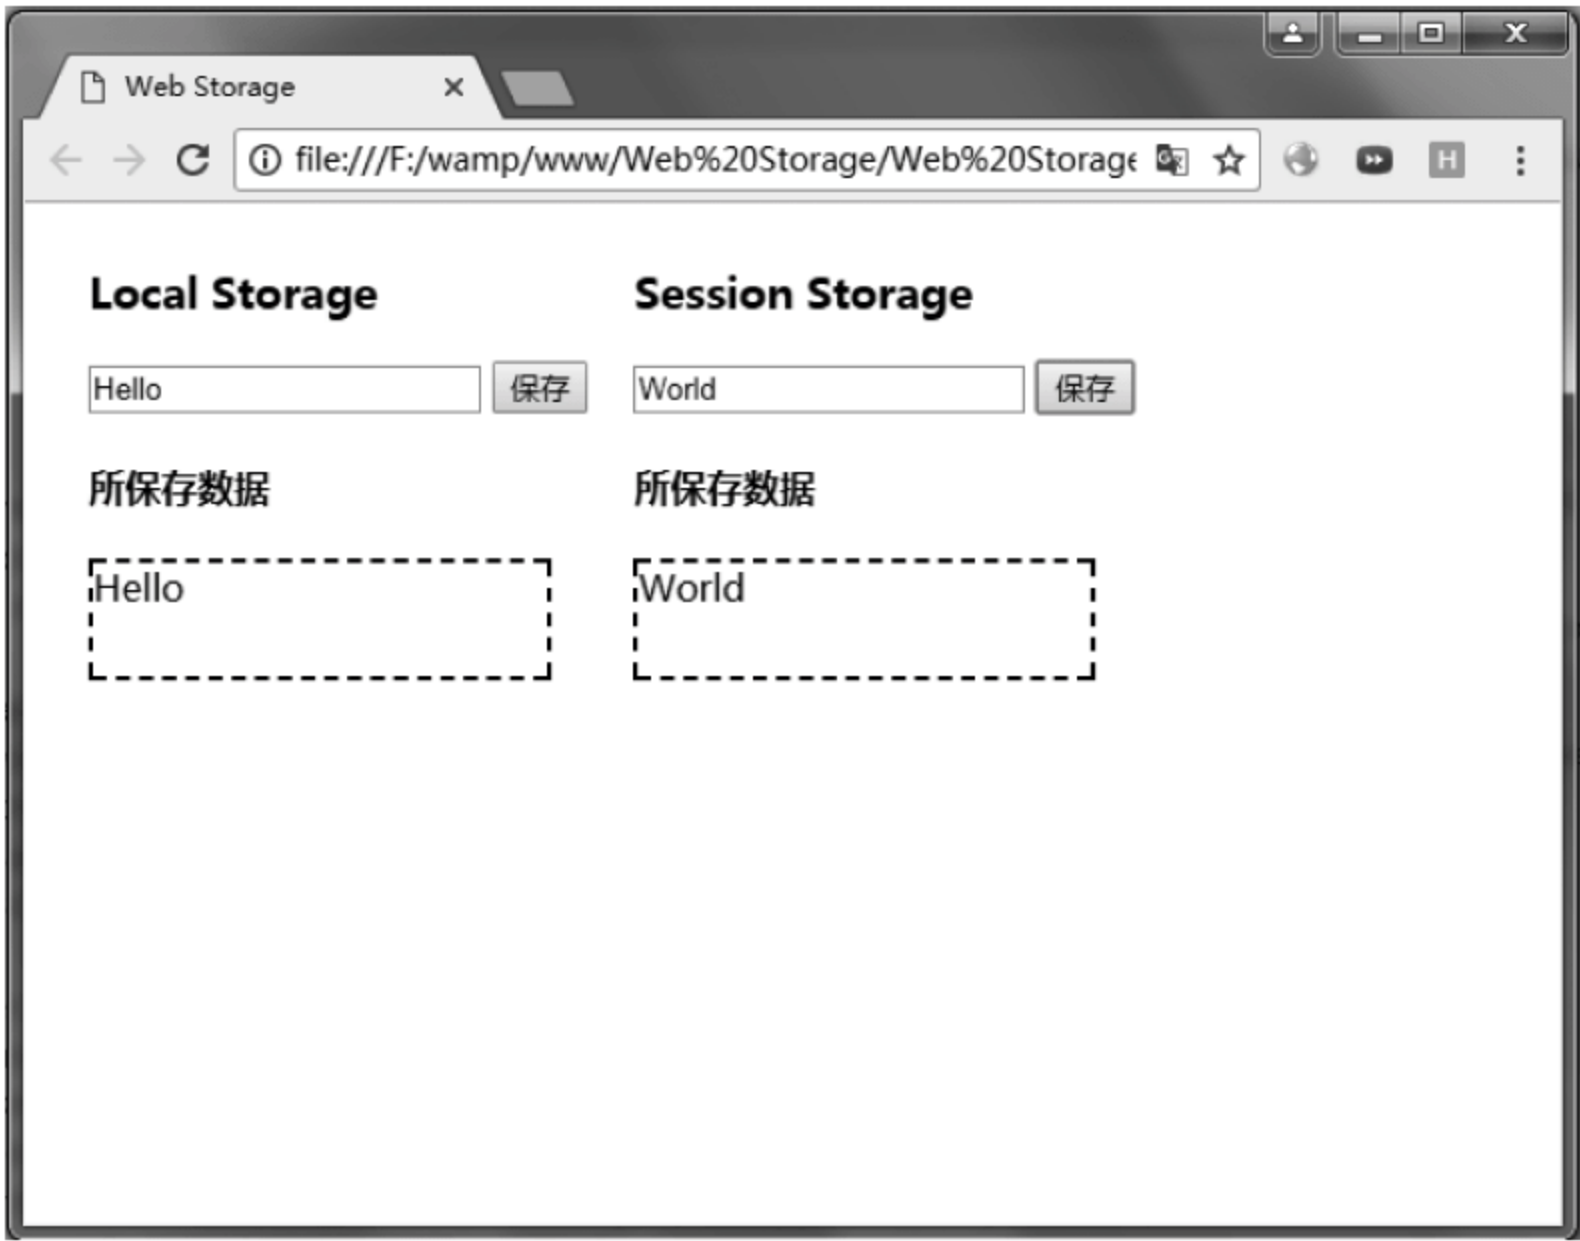 Web Storage
file:///F:/wamp/www/Web%20Storage/Web%20Storage
H
Local Storage
Session Storage
Hello
保存
World
保存
所保存数据
所保存数据
Hello
World